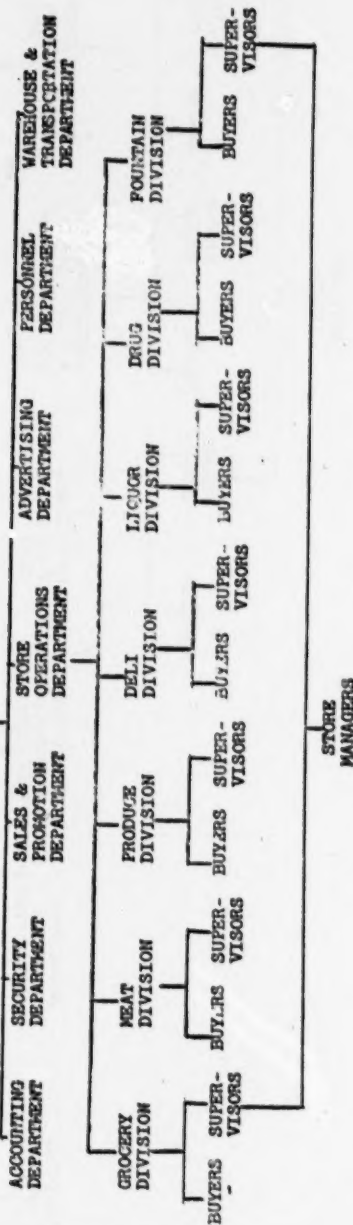 ACCOUNTING
DEPARTMENT
SECURITY
DEPARTMENT
SALES &
PROMOTION
DEPARTMENT
STORE
OPERATIONS
DEPARTMENT
ADVERTISING
DEPARTMENT
PERSONNEL
DEPARTMENT
WAREHOUSE &
TRANSPORTATION
DEPARTMENT
GROCERY
DIVISION
MEAT
DIVISION
PRODUCE
DIVISION
DELI
DIVISION
LIQUOR
DIVISION
DRUG
DIVISION
FOUNTAIN
DIVISION
BUYERS
SUPER-
VISORS
BUYERS
SUPER-
VISORS
BUYERS
SUPER-
VISORS
BUYERS
SUPER-
VISORS
BUYERS
SUPER-
VISORS
BUYERS
SUPER-
VISORS
BUYERS
SUPER-
VISORS
STORE
MANAGERS